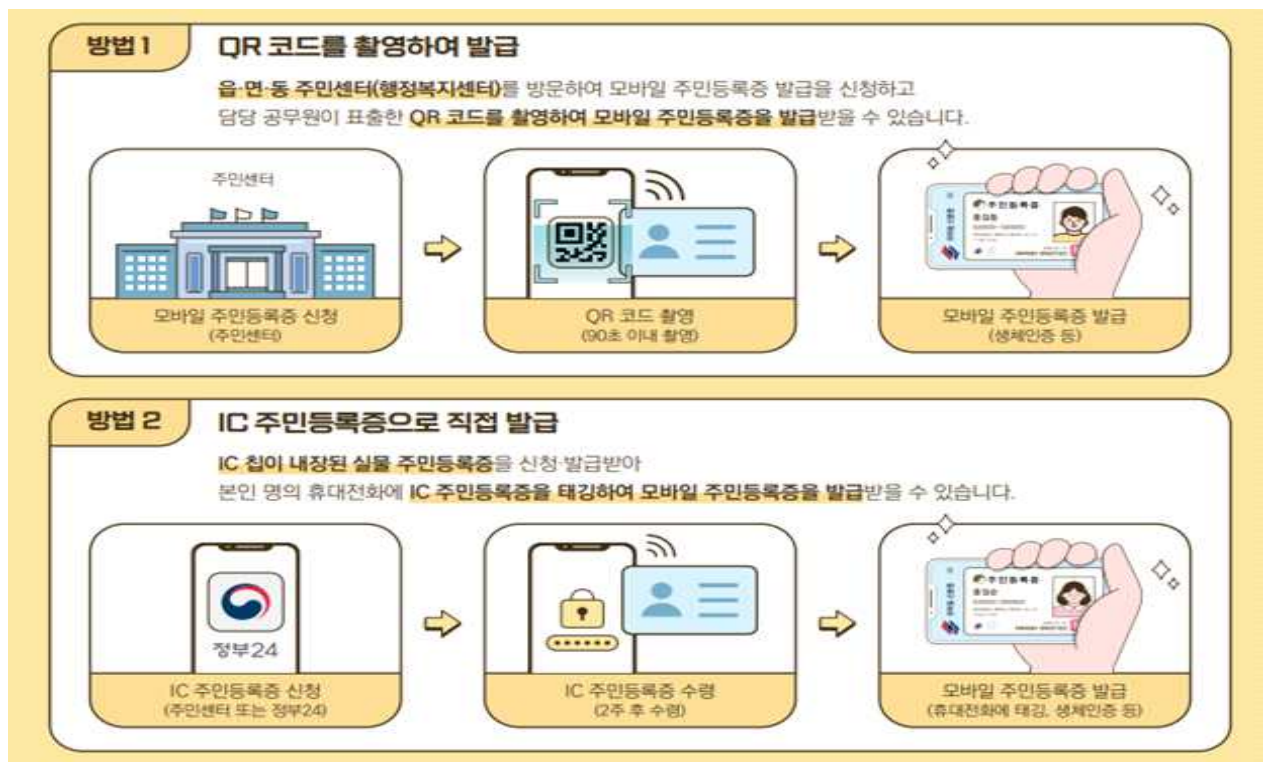 방법 1
QR 코드를 촬영하여 발급
읍·면·동 주민센터(행정복지센터)를 방문하여 모바일 주민등록증 발급을 신청하고
담당 공무원이 표출한 QR 코드를 촬영하여 모바일 주민등록증을 발급받을 수 있습니다.
주민센터
주민등록증
모바일 주민등록증 신청
(주민센터)
QR 코드 촬영
(90초 이내 촬영)
모바일 주민등록증 발급
(생체인증 등)
방법 2
IC 주민등록증으로 직접 발급
IC 칩이 내장된 실물 주민등록증을 신청·발급받아
본인 명의 휴대전화에 IC 주민등록증을 태깅하여 모바일 주민등록증을 발급받을 수 있습니다.
정부24
주민등록증
IC 주민등록증 신청
(주민센터 또는 정부24)
IC 주민등록증 수령
(2주 후 수령)
모바일 주민등록증 발급
(휴대전화에 태깅, 생체인증 등)